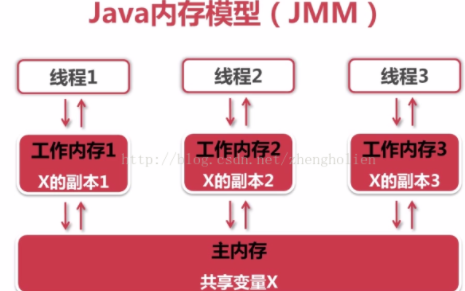 Java内存模型（JMM）
线程1 线程2 线程3
工作内存1 工作内存2 工作内存3
http://blog.csdn.net/zhengholien
X的副本1 X的副本2 X的副本3
主内存
共享变量X